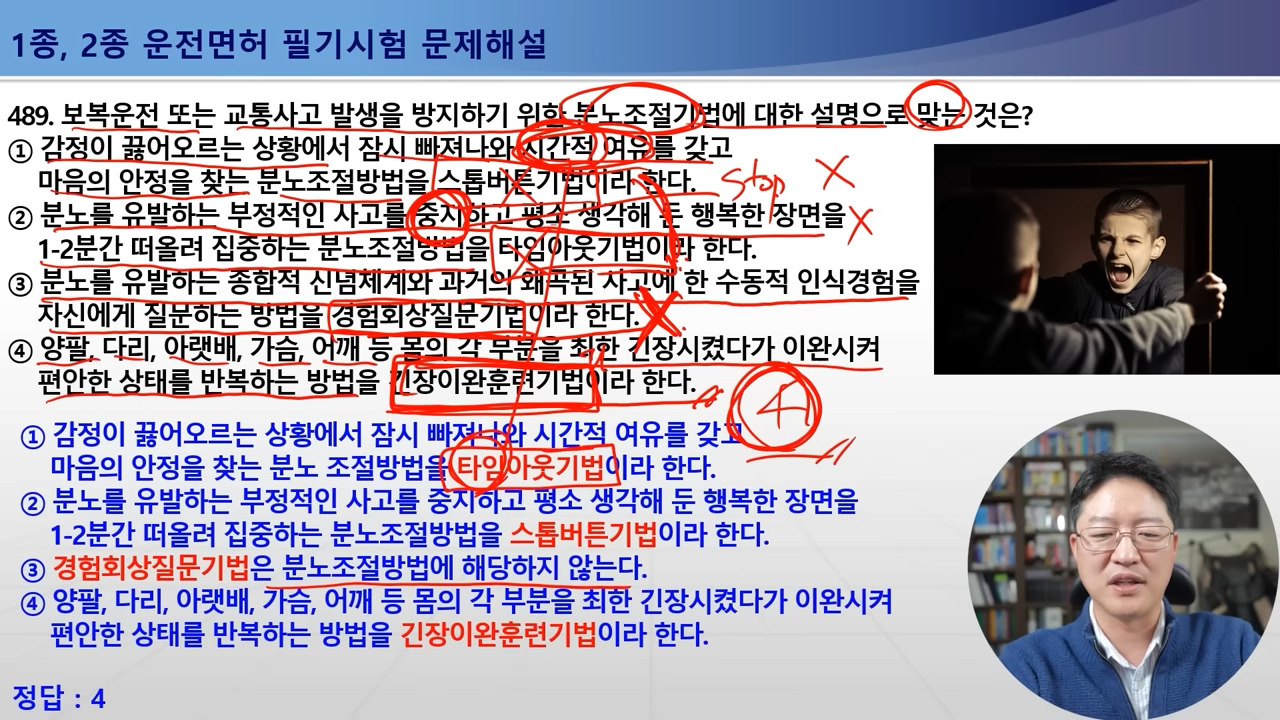 1종, 2종 운전면허 필기시험 문제해설
489. 보복운전 또는 교통사고 발생을 방지하기 위한 분노조절기법에 대한 설명으로 맞는 것은?
① 감정이 끓어오르는 상황에서 잠시 빠져나와 시간적 여유를 갖고
마음의 안정을 찾는 분노조절방법을 스톱버튼기법이라 한다.
stop X
② 분노를 유발하는 부정적인 사고를 중지하고 평소 생각해 둔 행복한 장면을
X
1-2분간 떠올려 집중하는 분노조절방법을 타임아웃기법이라 한다.
③ 분노를 유발하는 종합적 신념체계와 과거의 왜곡된 사고에 한 수동적 인식경험을
자신에게 질문하는 방법을 경험회상질문기법이라 한다.
X
④ 양팔, 다리, 아랫배, 가슴, 어깨 등 몸의 각 부분을 최한 긴장시켰다가 이완시켜
편안한 상태를 반복하는 방법을 긴장이완훈련기법이라 한다.
4
① 감정이 끓어오르는 상황에서 잠시 빠져나와 시간적 여유를 갖고
마음의 안정을 찾는 분노 조절방법을 타임아웃기법이라 한다.
② 분노를 유발하는 부정적인 사고를 중지하고 평소 생각해 둔 행복한 장면을
1-2분간 떠올려 집중하는 분노조절방법을 스톱버튼기법이라 한다.
③ 경험회상질문기법은 분노조절방법에 해당하지 않는다.
④ 양팔, 다리, 아랫배, 가슴, 어깨 등 몸의 각 부분을 최한 긴장시켰다가 이완시켜
편안한 상태를 반복하는 방법을 긴장이완훈련기법이라 한다.
정답 : 4